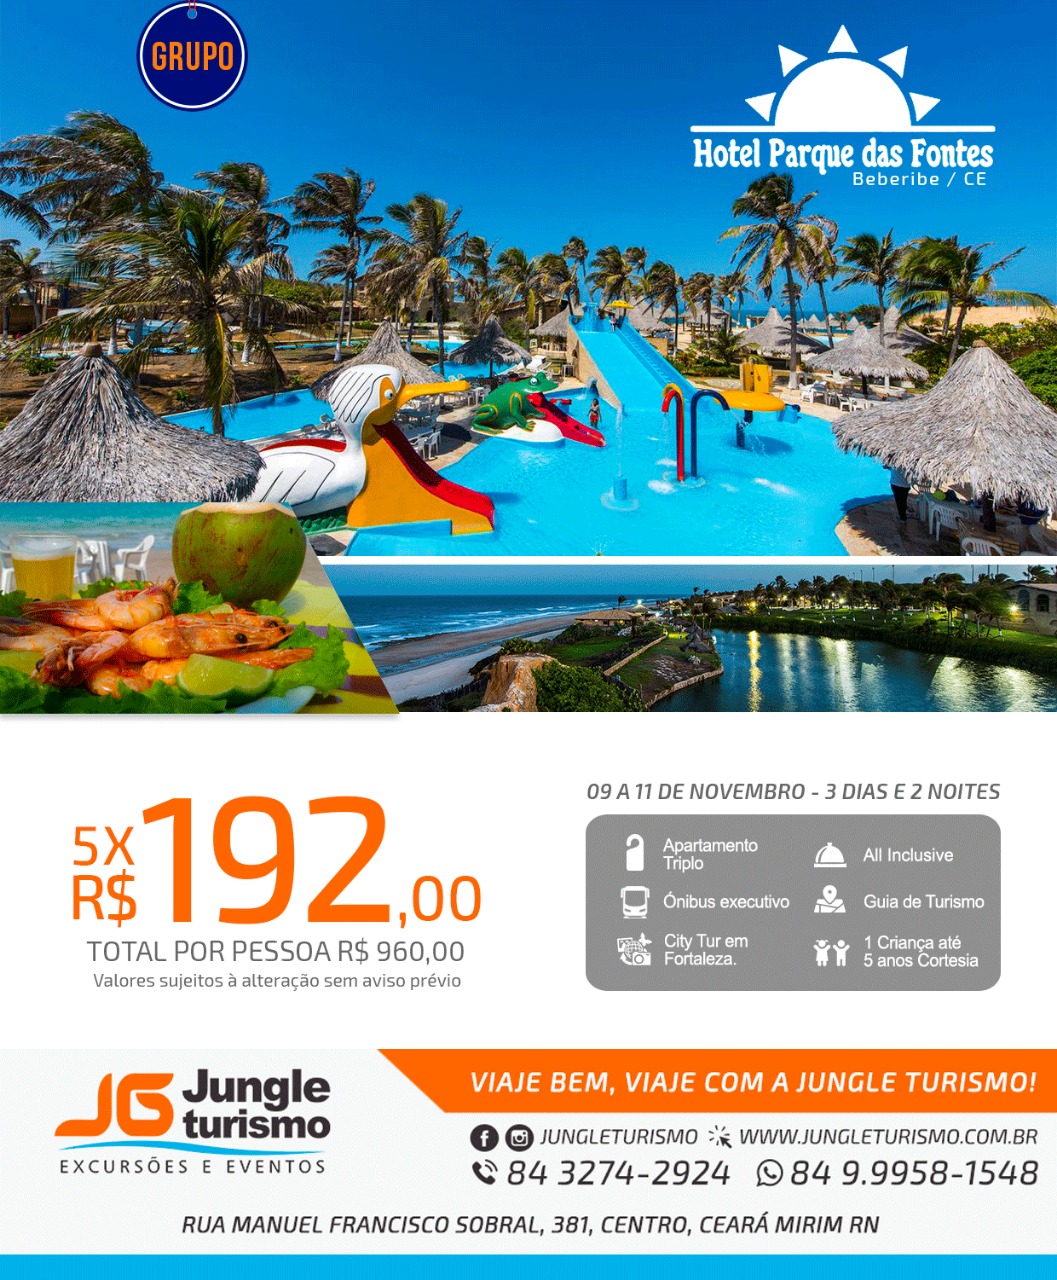 GRUPO
Hotel Parque das Fontes
Beberibe / CE
5X
R$192,00
TOTAL POR PESSOA R$ 960,00
Valores sujeitos à alteração sem aviso prévio
09 A 11 DE NOVEMBRO - 3 DIAS E 2 NOITES
Apartamento
Triplo
All Inclusive
Ónibus executivo
Guia de Turismo
City Tur em
Fortaleza.
1 Criança até
5 anos Cortesia
JG Jungle
turismo
EXCURSÕES E EVENTOS
VIAJE BEM, VIAJE COM A JUNGLE TURISMO!
JUNGLETURISMO WWW.JUNGLETURISMO.COM.BR
84 3274-2924 84 9.9958-1548
RUA MANUEL FRANCISCO SOBRAL, 381, CENTRO, CEARÁ MIRIM RN